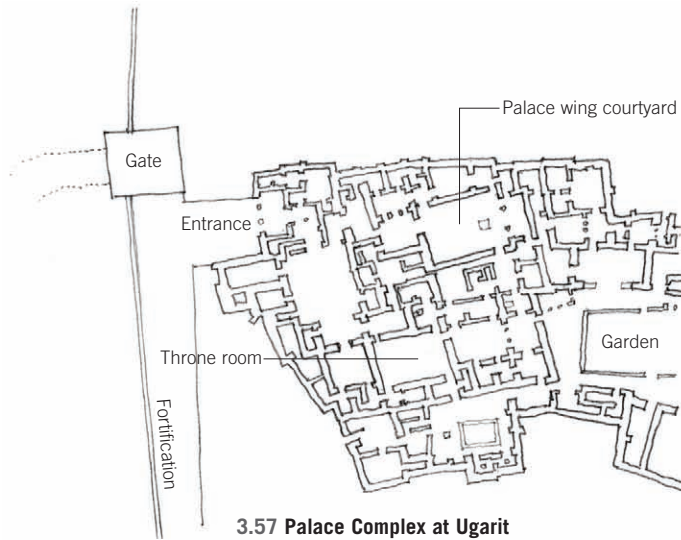 Palace wing courtyard
Gate
Entrance
Throne room
Garden
Fortification
3.57 Palace Complex at Ugarit